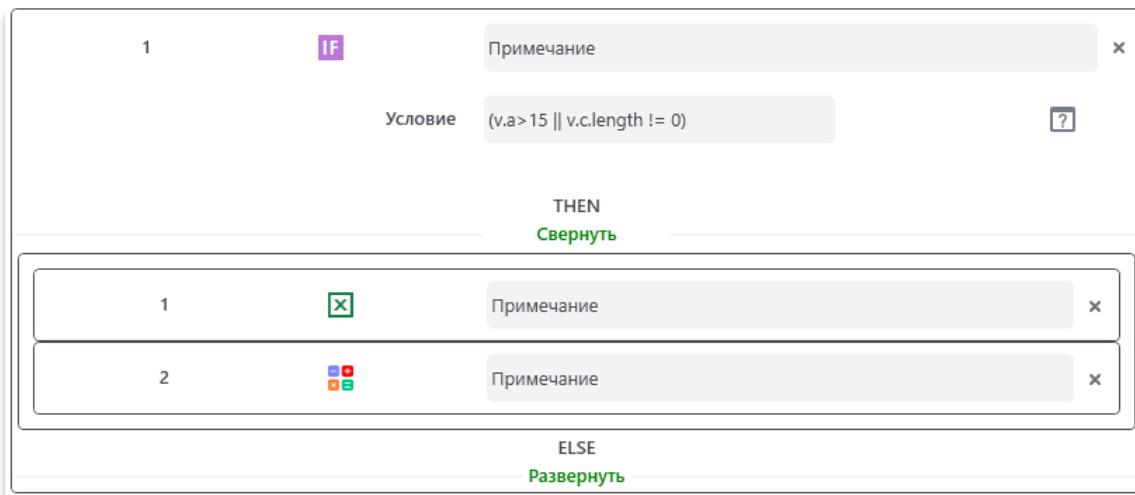 1 IF Примечание ×
Условие (v.a>15 || v.c.length != 0) ?
THEN
Свернуть
1 X Примечание ×
2 Примечание ×
ELSE
Развернуть